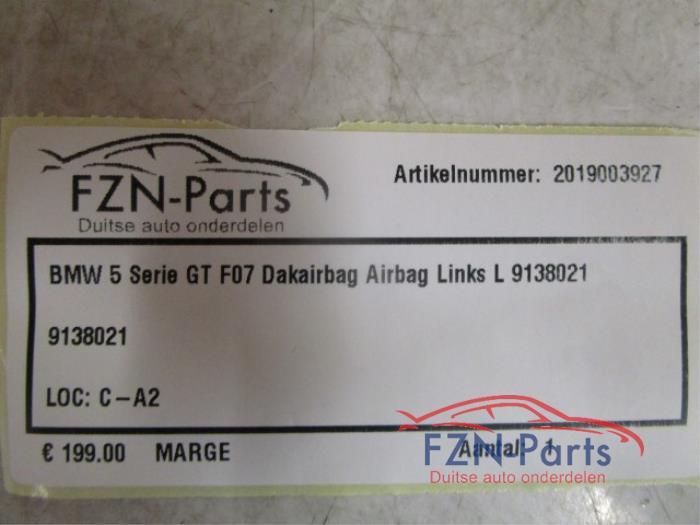 FZN-Parts
Duitse auto onderdelen
Artikelnummer: 2019003927
BMW 5 Serie GT F07 Dakairbag Airbag Links L 9138021
9138021
LOC: C-A2
€ 199.00 MARGE Aantal: 1
FZN-Parts
Duitse auto onderdelen